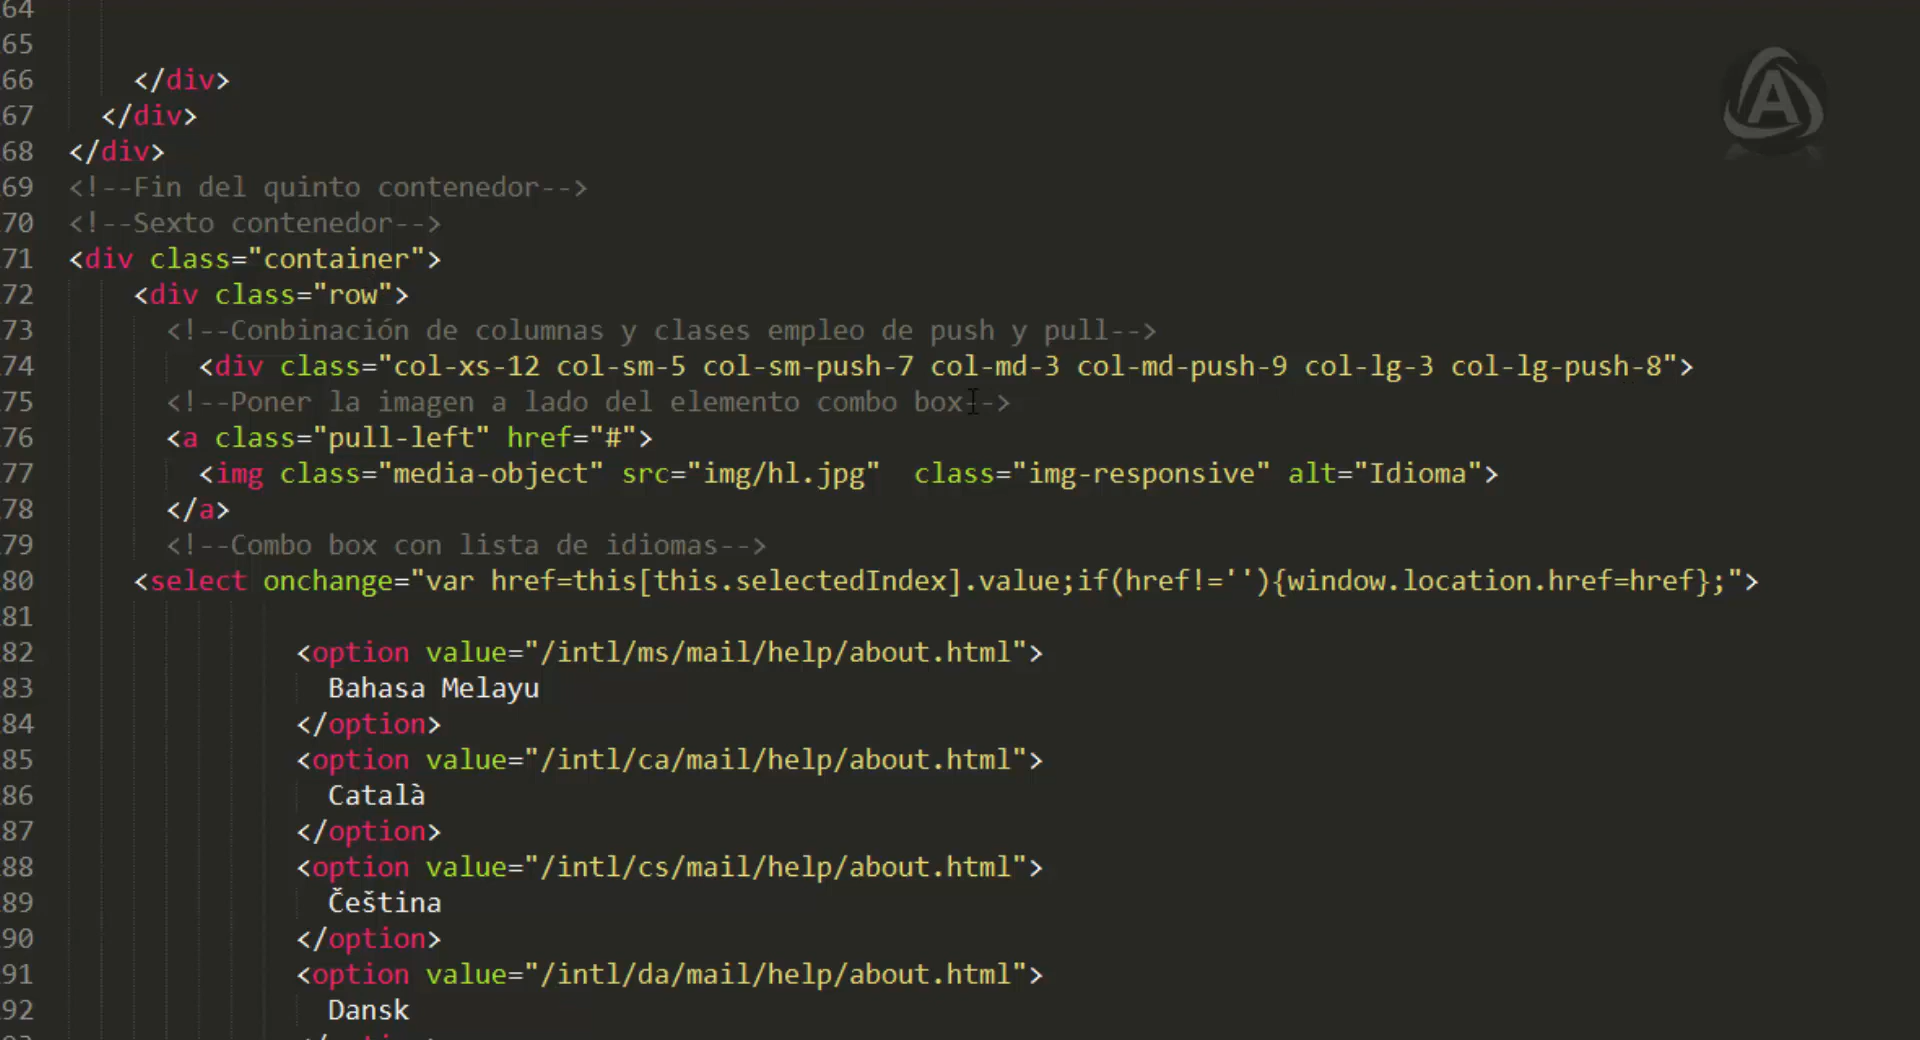 64
65
66 </div>
67 </div>
68 </div>
69 <!--Fin del quinto contenedor-->
70 <!--Sexto contenedor-->
71 <div class="container">
72 <div class="row">
73 <!--Conbinación de columnas y clases empleo de push y pull-->
74 <div class="col-xs-12 col-sm-5 col-sm-push-7 col-md-3 col-md-push-9 col-lg-3 col-lg-push-8">
75 <!--Poner la imagen a lado del elemento combo box-->
76 <a class="pull-left" href="#">
77 <img class="media-object" src="img/hl.jpg"  class="img-responsive" alt="Idioma">
78 </a>
79 <!--Combo box con lista de idiomas-->
80 <select onchange="var href=this[this.selectedIndex].value;if(href!=''){window.location.href=href};">
81
82 <option value="/intl/ms/mail/help/about.html">
83 Bahasa Melayu
84 </option>
85 <option value="/intl/ca/mail/help/about.html">
86 Català
87 </option>
88 <option value="/intl/cs/mail/help/about.html">
89 Čeština
90 </option>
91 <option value="/intl/da/mail/help/about.html">
92 Dansk
A